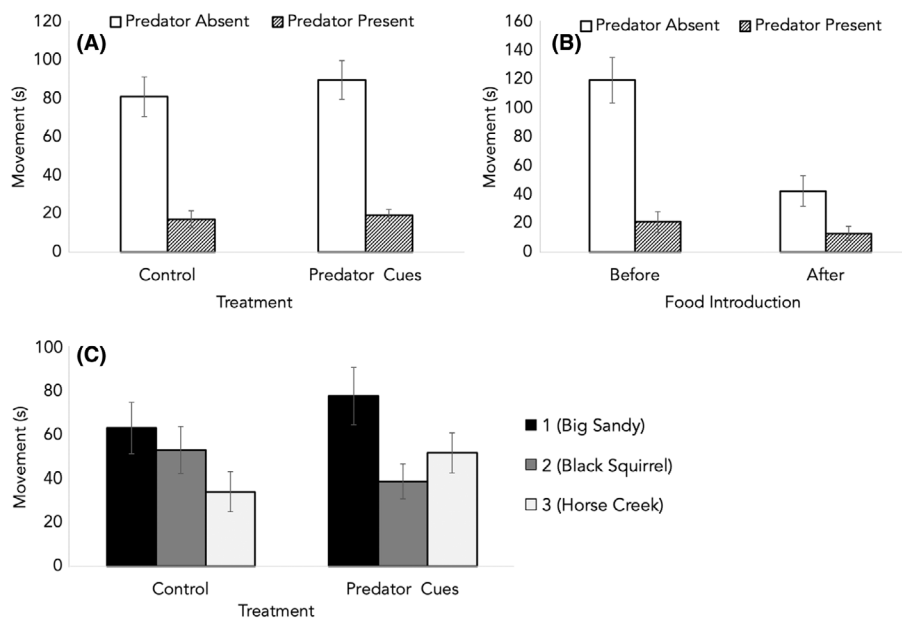 (A)
Predator Absent Predator Present
120
100
80
60
40
20
0
Movement (s)
Control Predator Cues
Treatment
(B)
Predator Absent Predator Present
160
140
120
100
80
60
40
20
0
Movement (s)
Before After
Food Introduction
(C)
100
80
60
40
20
0
Movement (s)
Control Predator Cues
Treatment
1 (Big Sandy)
2 (Black Squirrel)
3 (Horse Creek)